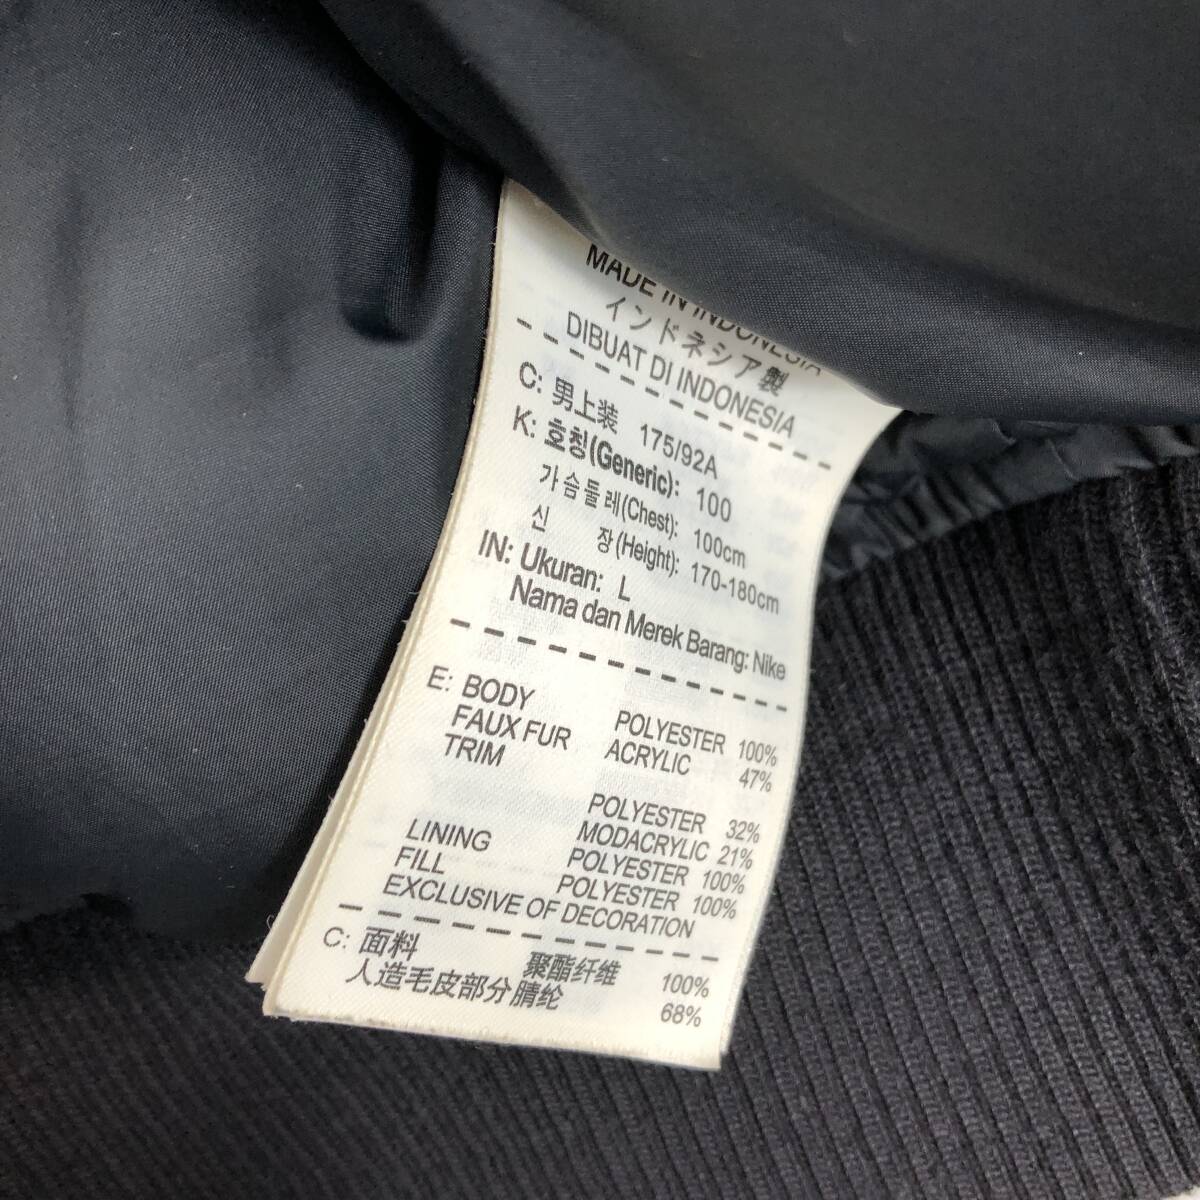 MADE IN INDONESIA
インドネシア製
DIBUAT DI INDONESIA
C: 男上装 175/92A
K: 호칭(Generic): 100
가슴둘레(Chest): 100cm
신 장(Height): 170-180cm
IN: Ukuran: L
Nama dan Merek Barang: Nike
E: BODY POLYESTER 100%
FAUX FUR ACRYLIC 47%
TRIM
POLYESTER 32%
MODACRYLIC 21%
LINING POLYESTER 100%
FILL POLYESTER 100%
EXCLUSIVE OF DECORATION
C: 面料 聚酯纤维 100%
人造毛皮部分腈纶 68%